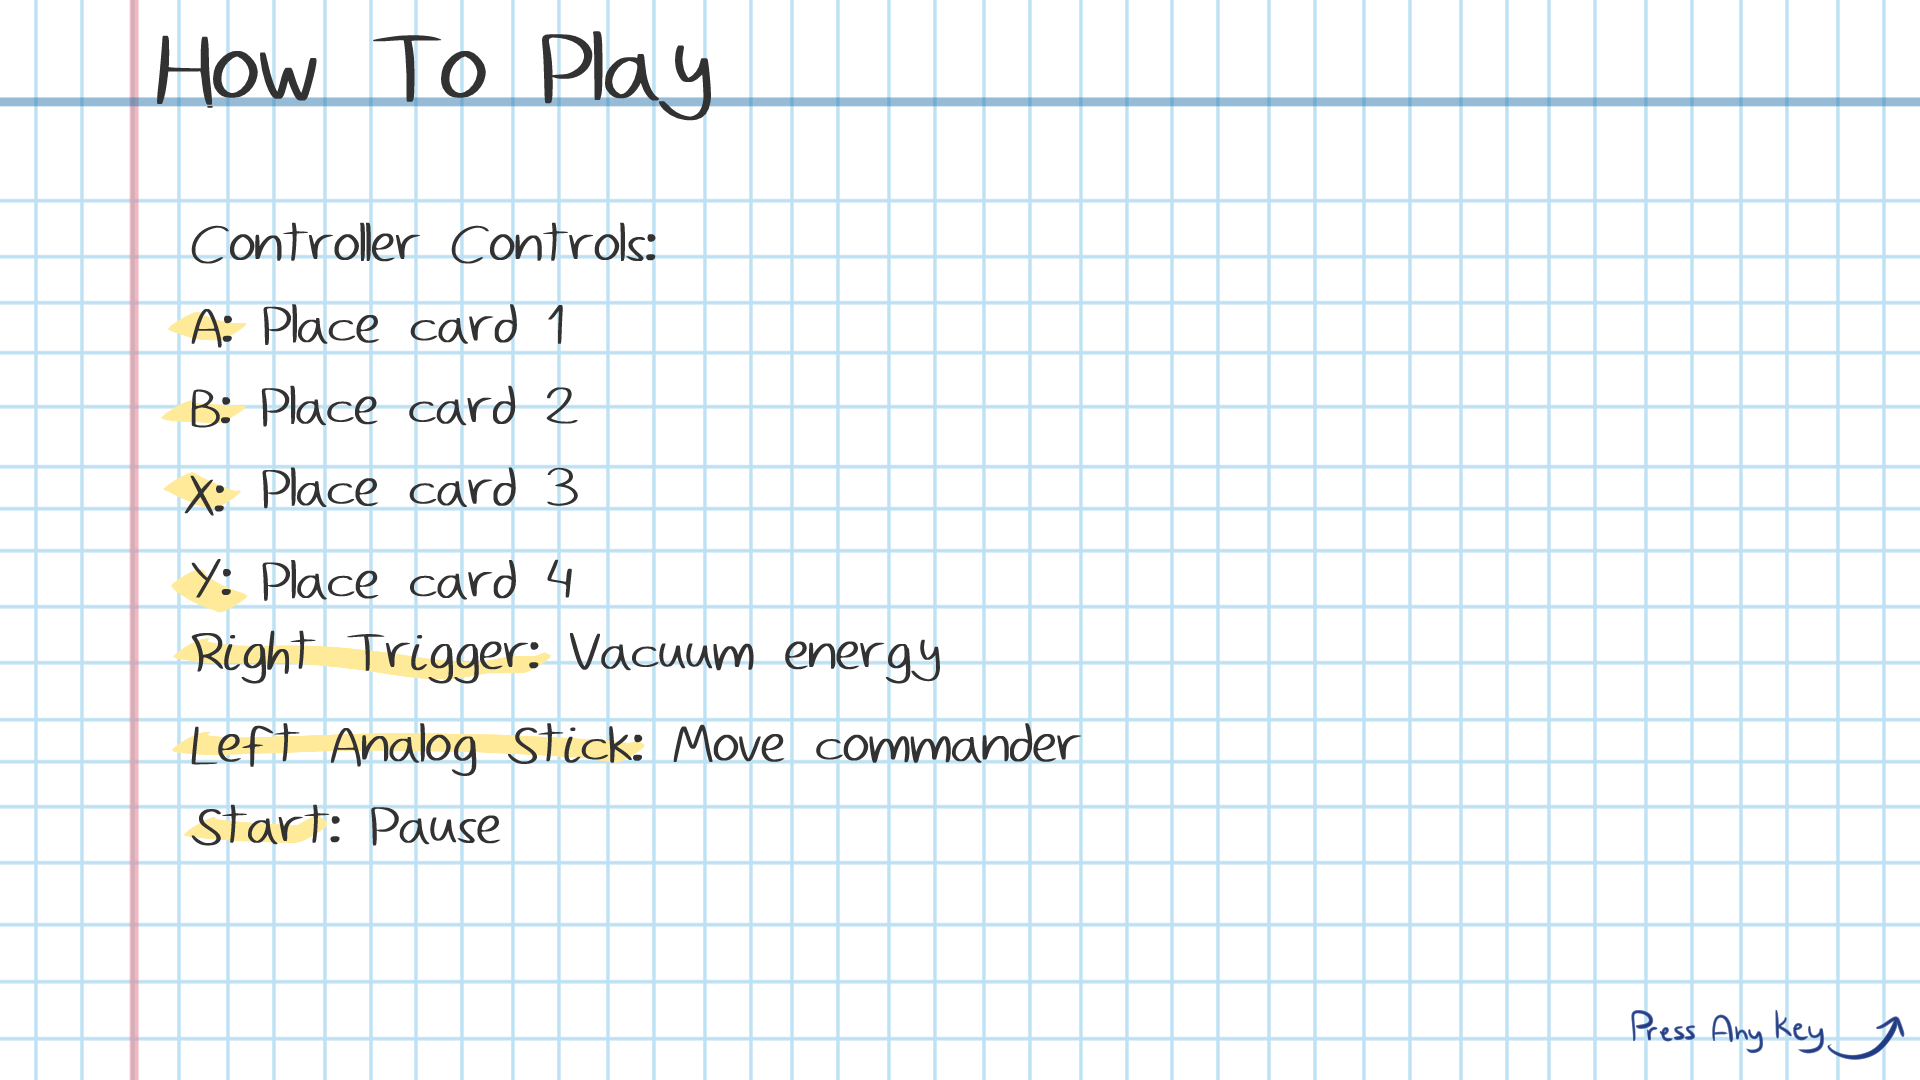 How To Play
Controller Controls:
A: Place card 1
B: Place card 2
X: Place card 3
Y: Place card 4
Right Trigger: Vacuum energy
Left Analog Stick: Move commander
Start: Pause
Press Any Key